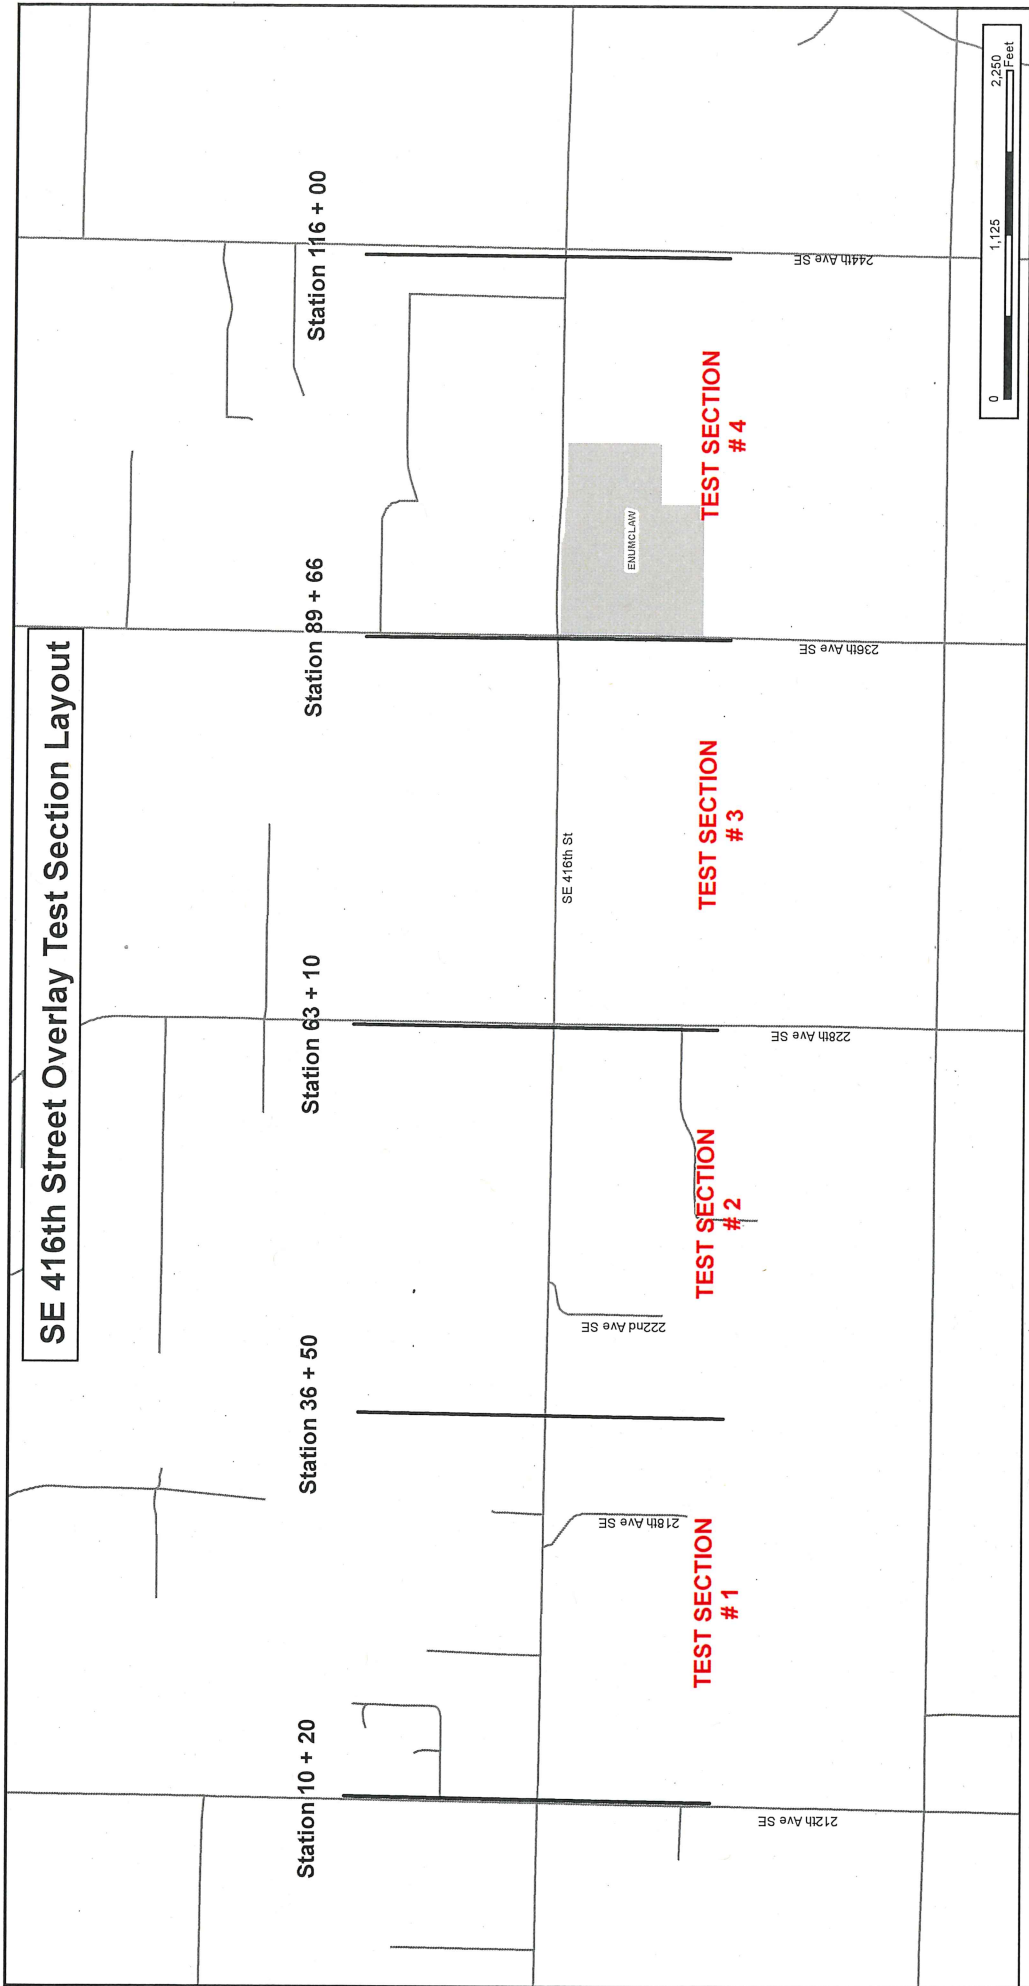 SE 416th Street Overlay Test Section Layout
Station 10 + 20
Station 36 + 50
Station 63 + 10
Station 89 + 66
Station 116 + 00
SE 416th St
212th Ave SE
218th Ave SE
222nd Ave SE
228th Ave SE
236th Ave SE
244th Ave SE
ENUMCLAW
TEST SECTION
# 1
TEST SECTION
# 2
TEST SECTION
# 3
TEST SECTION
# 4
0 1,125 2,250
Feet